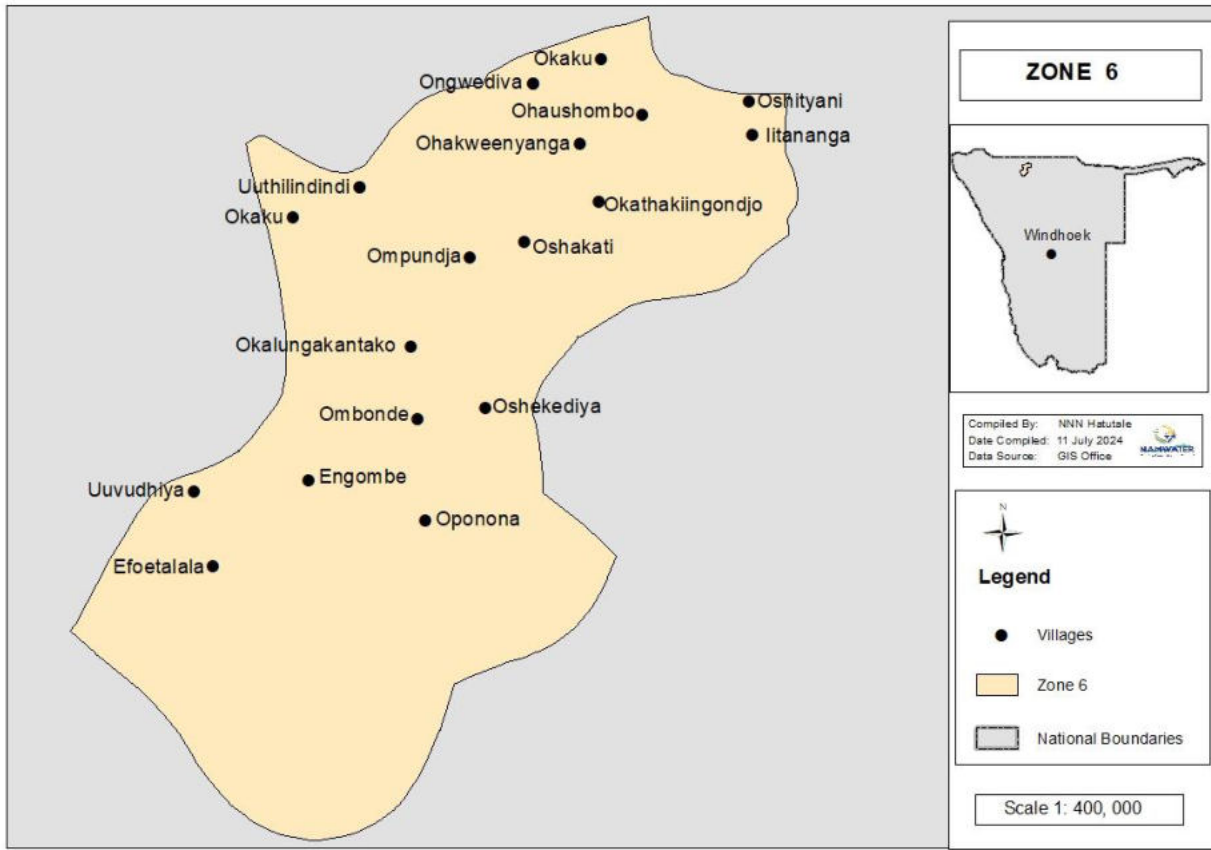 Okaku
Ongwediva
Ohaushombo
Oshityani
Ohakweenyanga
Iitananga
Uuthilindindi
Okathakiingondjo
Okaku
Oshakati
Ompundja
Okalungakantako
Ombonde
Oshekediya
Engombe
Uuvudhiya
Oponona
Efoetalala
ZONE 6
Windhoek
Compiled By: NNN Hatutale
Date Compiled: 11 July 2024
Data Source: GIS Office
NAMWATER
N
Legend
Villages
Zone 6
National Boundaries
Scale 1: 400, 000